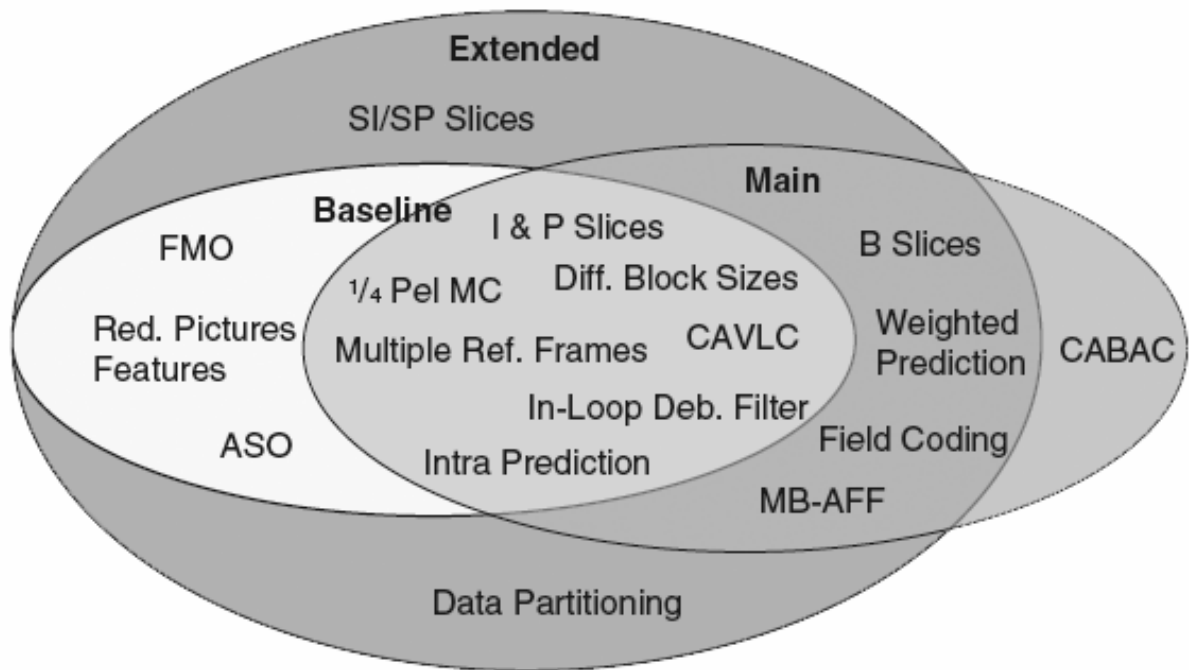 Extended
SI/SP Slices
Main
Baseline
I & P Slices
FMO
B Slices
Diff. Block Sizes
¼ Pel MC
Red. Pictures
Features
Weighted
Prediction
CAVLC
Multiple Ref. Frames
CABAC
In-Loop Deb. Filter
ASO
Field Coding
Intra Prediction
MB-AFF
Data Partitioning